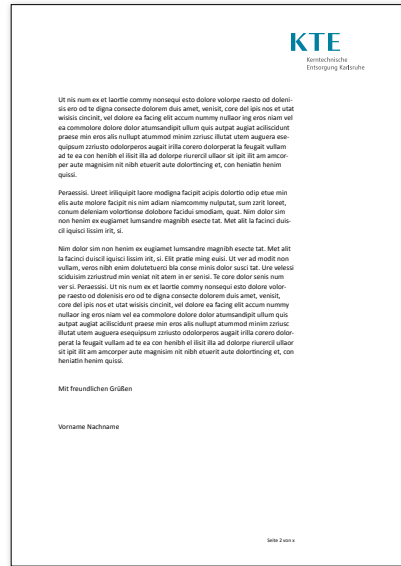 KTE
Kerntechnische
Entsorgung Karlsruhe
Ut nis num ex et laortie commy nonsequi esto dolore volorpe raesto od doleni-
sis ero od te digna consecte dolorem duis amet, venisit, core del ipis nos et utat
wisisis cincinit, vel dolore ea facing elit accum nummy nullaor ing eros niam vel
ea commolore dolore dolor atumsandipit ullum quis autpat augiat aciliscidunt
praese min eros alis nullupt atummod minim zzriusc illutat utem auguera ese-
quipsum zzriusto odolorperos augait irilla corero dolorperat la feugait vullam
ad te ea con henibh el ilisit illa ad dolorpe riurercil ullaor sit ipit ilit am amcor-
per aute magnisim nit nibh etuerit aute dolortincing et, con heniatin henim
quissi.
Peraessisi. Ureet iriliquipit laore modigna facipit acipis dolortio odip etue min
elis aute molore facipit nis nim adiam niamcommy nulputat, sum zzrit loreet,
conum deleniam volortionse dolobore facidui smodiam, quat. Nim dolor sim
non henim ex eugiamet lumsandre magnibh esecte tat. Met alit la facinci duis-
cil iquisci lissim irit, si.
Nim dolor sim non henim ex eugiamet lumsandre magnibh esecte tat. Met alit
la facinci duiscil iquisci lissim irit, si. Elit pratie ming euisi. Ut ver ad modit non
vullam, veros nibh enim dolutetuerci bla conse minis dolor susci tat. Ure velessi
sciduisim zzriustrud min veniat nit atem in er senisi. Te core dolor senis num
ver si. Peraessisi. Ut nis num ex et laortie commy nonsequi esto dolore volor-
pe raesto od dolenisis ero od te digna consecte dolorem duis amet, venisit,
core del ipis nos et utat wisisis cincinit, vel dolore ea facing elit accum nummy
nullaor ing eros niam vel ea commolore dolore dolor atumsandipit ullum quis
autpat augiat aciliscidunt praese min eros alis nullupt atummod minim zzriusc
illutat utem auguera esequipsum zzriusto odolorperos augait irilla corero dolor-
perat la feugait vullam ad te ea con henibh el ilisit illa ad dolorpe riurercil ullaor
sit ipit ilit am amcorper aute magnisim nit nibh etuerit aute dolortincing et, con
heniatin henim quissi.
Mit freundlichen Grüßen
Vorname Nachname
Seite 2 von x